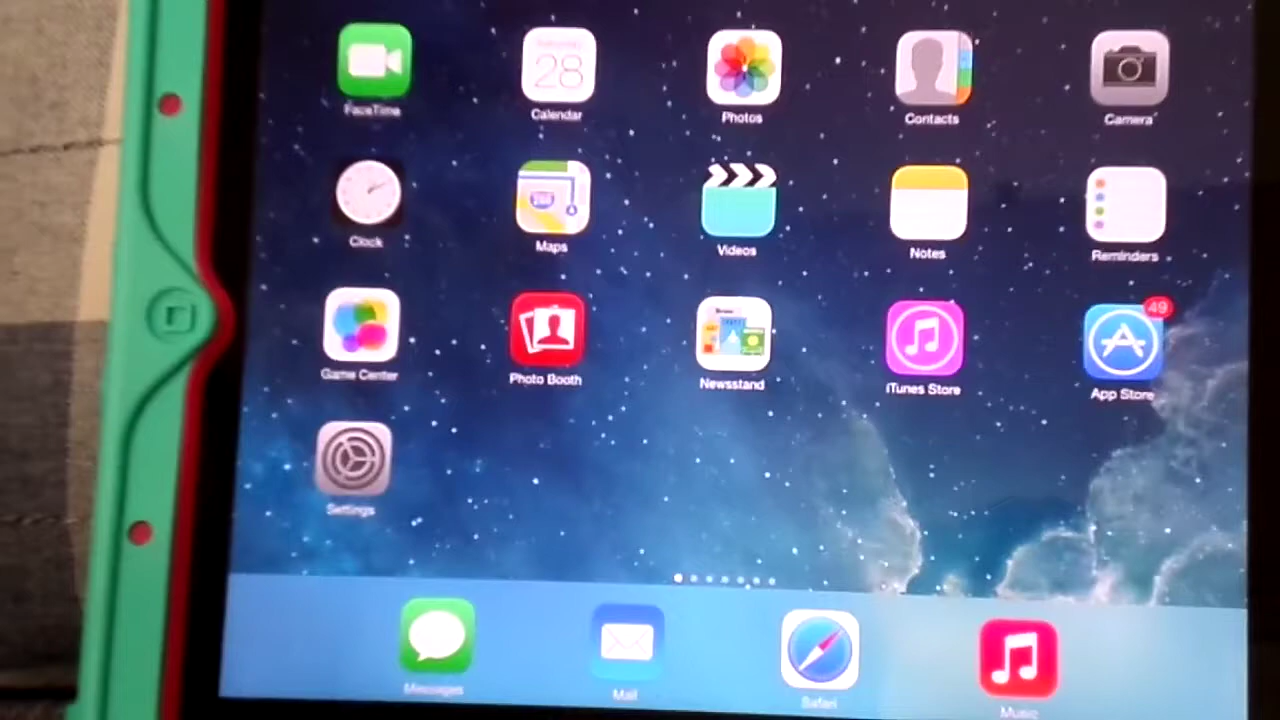 FaceTime
28
Calendar
Photos
Contacts
Camera
Clock
280
Maps
Videos
Notes
Reminders
Game Center
Photo Booth
Newsstand
iTunes Store
49
App Store
Settings
Messages
Mail
Safari
Music